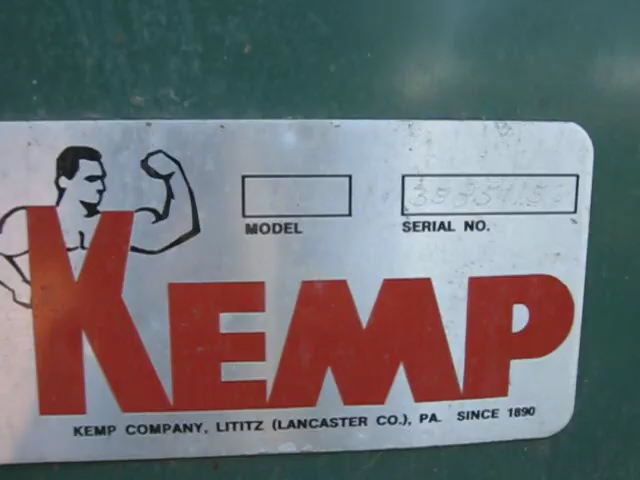 MODEL
SERIAL NO.
KEMP
KEMP COMPANY, LITITZ (LANCASTER CO.), PA. SINCE 1890